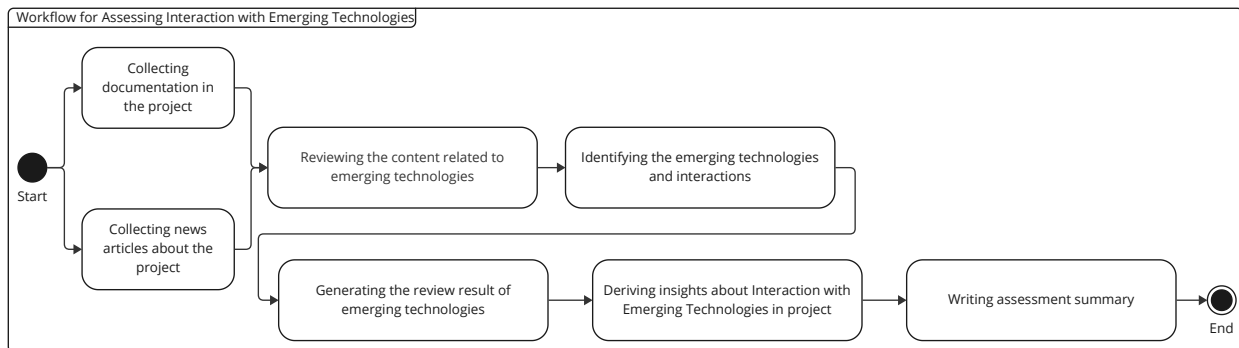 Workflow for Assessing Interaction with Emerging Technologies
Collecting
documentation in
the project
Start
Collecting news
articles about the
project
Reviewing the content related to
emerging technologies
Identifying the emerging technologies
and interactions
Generating the review result of
emerging technologies
Deriving insights about Interaction with
Emerging Technologies in project
Writing assessment summary
End